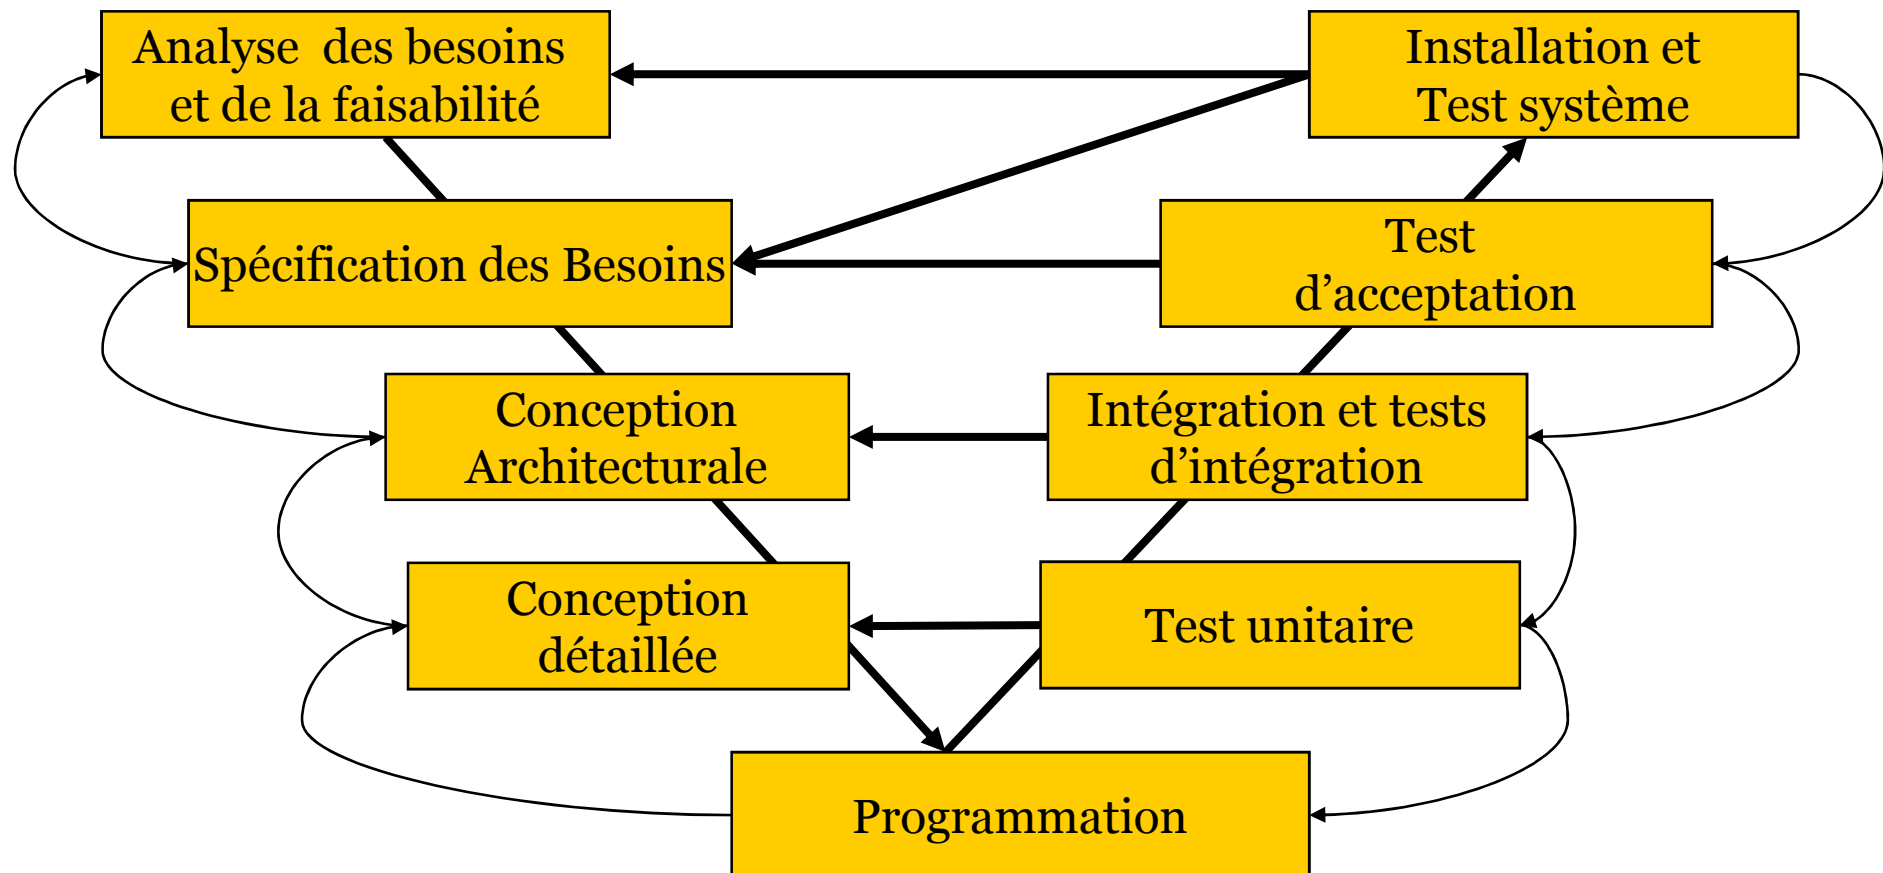 Analyse  des besoins
et de la faisabilité
Installation et
Test système
Spécification des Besoins
Test
d’acceptation
Conception
Architecturale
Intégration et tests
d’intégration
Conception
détaillée
Test unitaire
Programmation